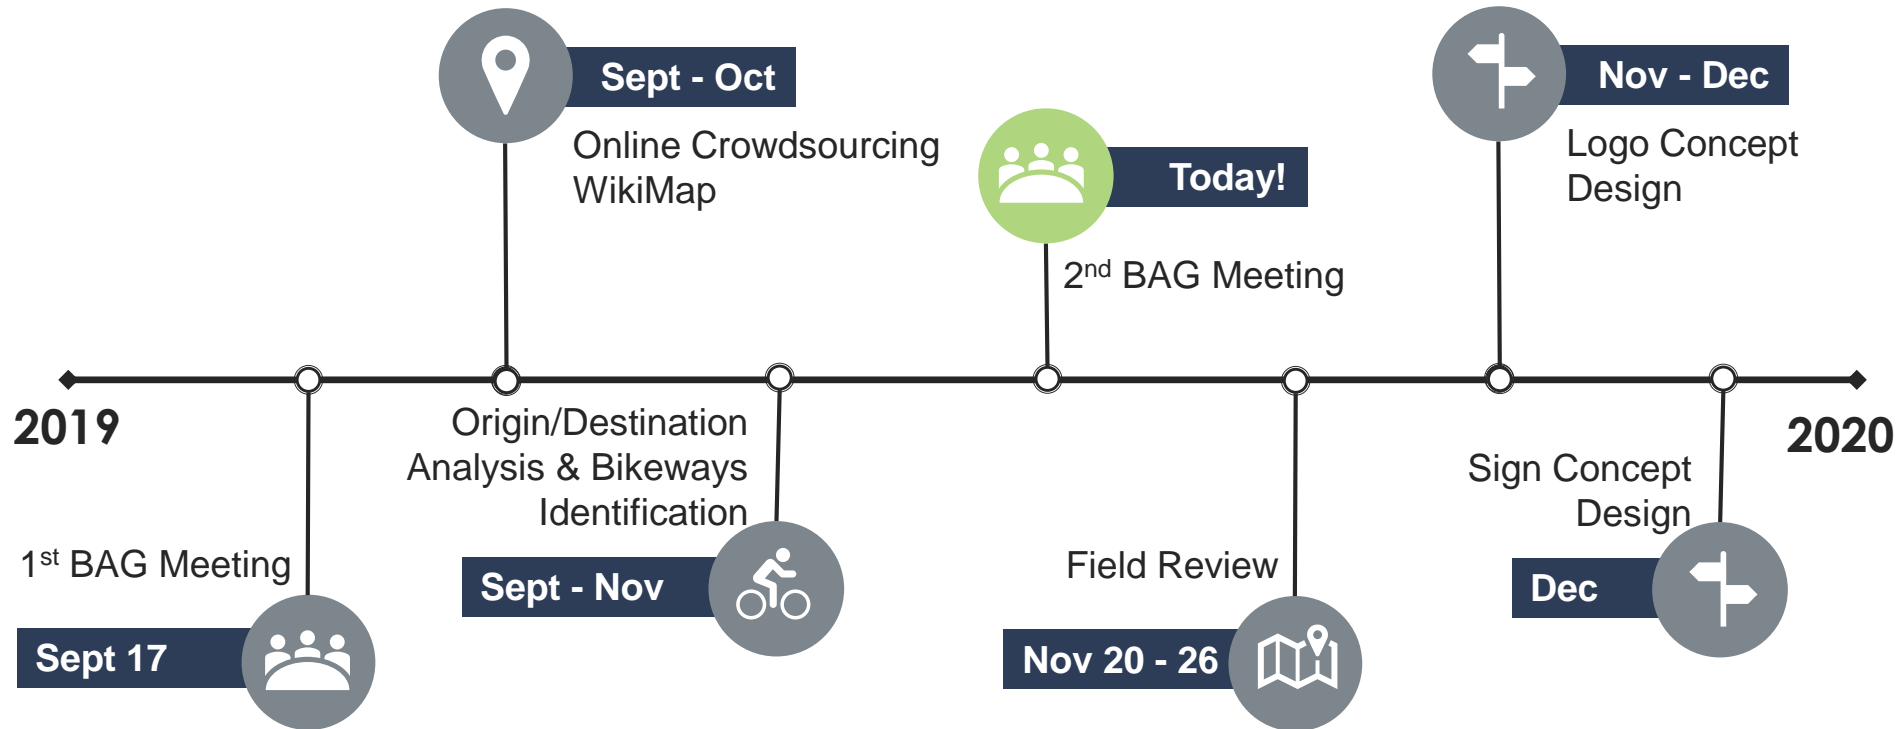 Sept - Oct
Online Crowdsourcing
WikiMap
Today!
2nd BAG Meeting
Nov - Dec
Logo Concept
Design
2019
2020
1st BAG Meeting
Sept 17
Origin/Destination
Analysis & Bikeways
Identification
Sept - Nov
Field Review
Nov 20 - 26
Sign Concept
Design
Dec